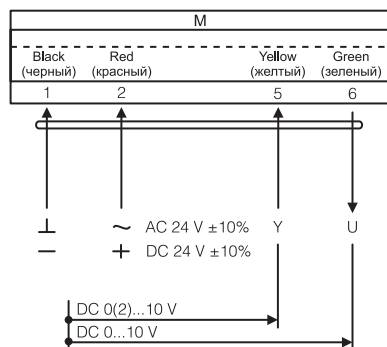 M
Black Red Yellow Green
(черный) (красный) (желтый) (зеленый)
1 2 5 6
⊥ ~ AC 24 V ±10% Y U
− + DC 24 V ±10%
DC 0(2)...10 V
DC 0...10 V